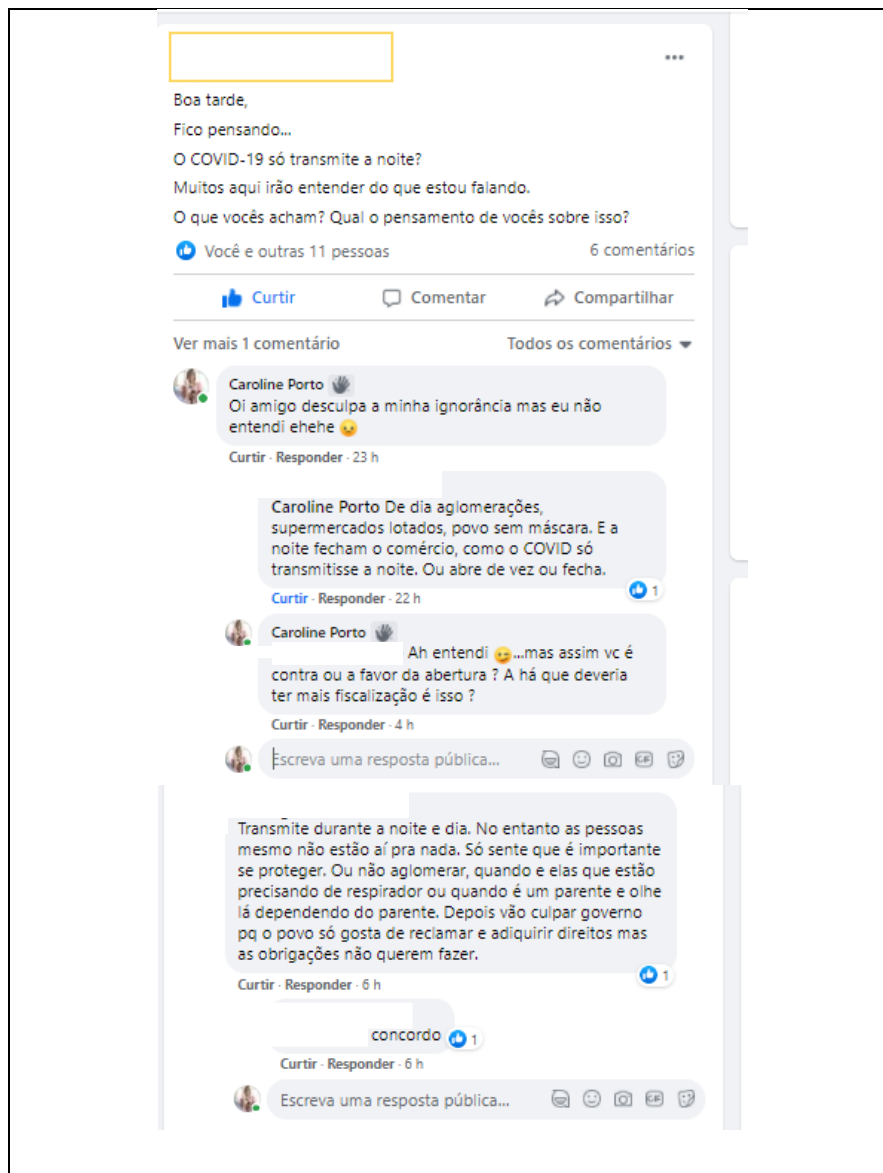 Boa tarde,
Fico pensando...
O COVID-19 só transmite a noite?
Muitos aqui irão entender do que estou falando.
O que vocês acham? Qual o pensamento de vocês sobre isso?
Você e outras 11 pessoas 6 comentários
Curtir Comentar Compartilhar
Ver mais 1 comentário Todos os comentários
Caroline Porto
Oi amigo desculpa a minha ignorância mas eu não
entendi ehehe
Curtir · Responder · 23 h
Caroline Porto De dia aglomerações,
supermercados lotados, povo sem máscara. E a
noite fecham o comércio, como o COVID só
transmitisse a noite. Ou abre de vez ou fecha.
1
Curtir · Responder · 22 h
Caroline Porto
Ah entendi ...mas assim vc é
contra ou a favor da abertura ? A há que deveria
ter mais fiscalização é isso ?
Curtir · Responder · 4 h
Escreva uma resposta pública... GIF
Transmite durante a noite e dia. No entanto as pessoas
mesmo não estão aí pra nada. Só sente que é importante
se proteger. Ou não aglomerar, quando e elas que estão
precisando de respirador ou quando é um parente e olhe
lá dependendo do parente. Depois vão culpar governo
pq o povo só gosta de reclamar e adiquirir direitos mas
as obrigações não querem fazer.
1
Curtir · Responder · 6 h
concordo 1
Curtir · Responder · 6 h
Escreva uma resposta pública... GIF